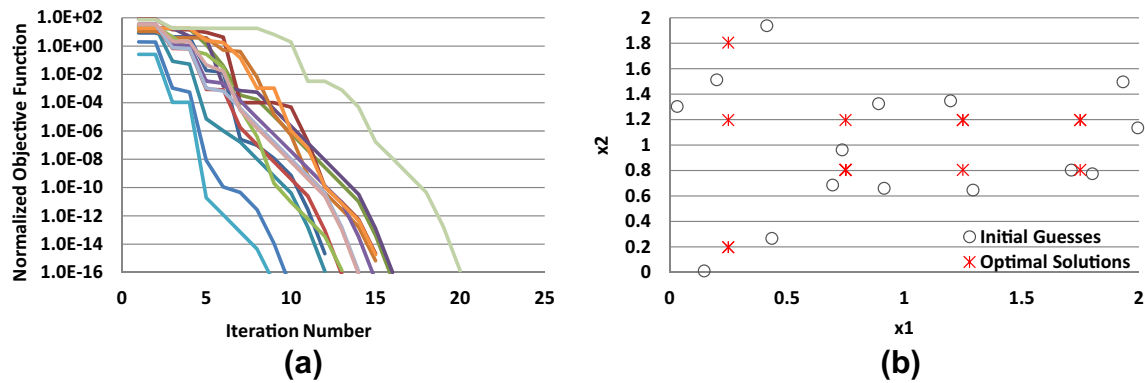 Normalized Objective Function
1.0E+02
1.0E+00
1.0E-02
1.0E-04
1.0E-06
1.0E-08
1.0E-10
1.0E-12
1.0E-14
1.0E-16
0 5 10 15 20 25
Iteration Number
(a)
x2
2
1.8
1.6
1.4
1.2
1
0.8
0.6
0.4
0.2
0
0 0.5 1 1.5 2
x1
Initial Guesses
Optimal Solutions
(b)